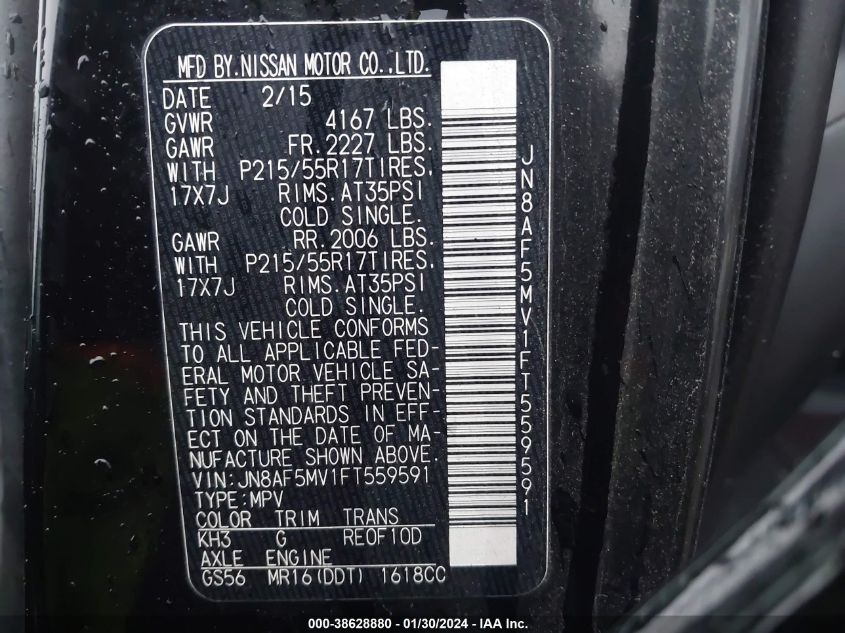 MFD BY.NISSAN MOTOR CO.,LTD.
DATE 2/15
GVWR 4167 LBS.
GAWR FR.2227 LBS.
WITH P215/55R17TIRES.
17X7J RIMS.AT35PSI
COLD SINGLE.
GAWR RR.2006 LBS.
WITH P215/55R17TIRES.
17X7J RIMS.AT35PSI
COLD SINGLE.
THIS VEHICLE CONFORMS
TO ALL APPLICABLE FED-
ERAL MOTOR VEHICLE SA-
FETY AND THEFT PREVEN-
TION STANDARDS IN EFF-
ECT ON THE DATE OF MA-
NUFACTURE SHOWN ABOVE.
VIN:JN8AF5MV1FT559591
TYPE:MPV
COLOR TRIM TRANS
KH3 G RE0F10D
AXLE ENGINE
GS56 MR16(DDT) 1618CC
JN8AF5MV1FT559591
000-38628880 - 01/30/2024 - IAA Inc.